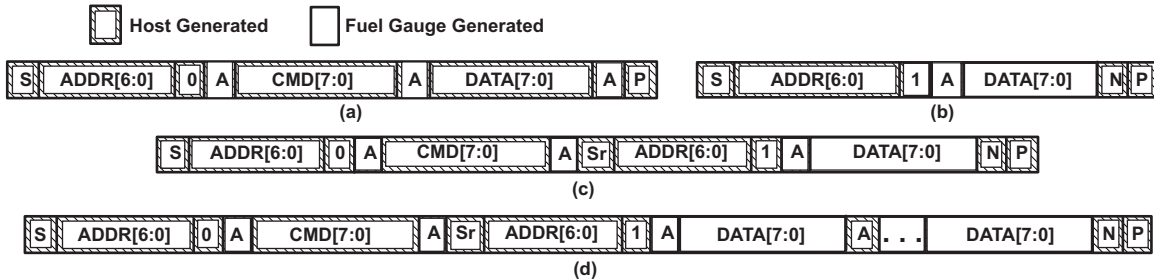 Host Generated Fuel Gauge Generated
S ADDR[6:0] 0 A CMD[7:0] A DATA[7:0] A P S ADDR[6:0] 1 A DATA[7:0] N P
(a) (b)
S ADDR[6:0] 0 A CMD[7:0] A Sr ADDR[6:0] 1 A DATA[7:0] N P
(c)
S ADDR[6:0] 0 A CMD[7:0] A Sr ADDR[6:0] 1 A DATA[7:0] A . . . DATA[7:0] N P
(d)